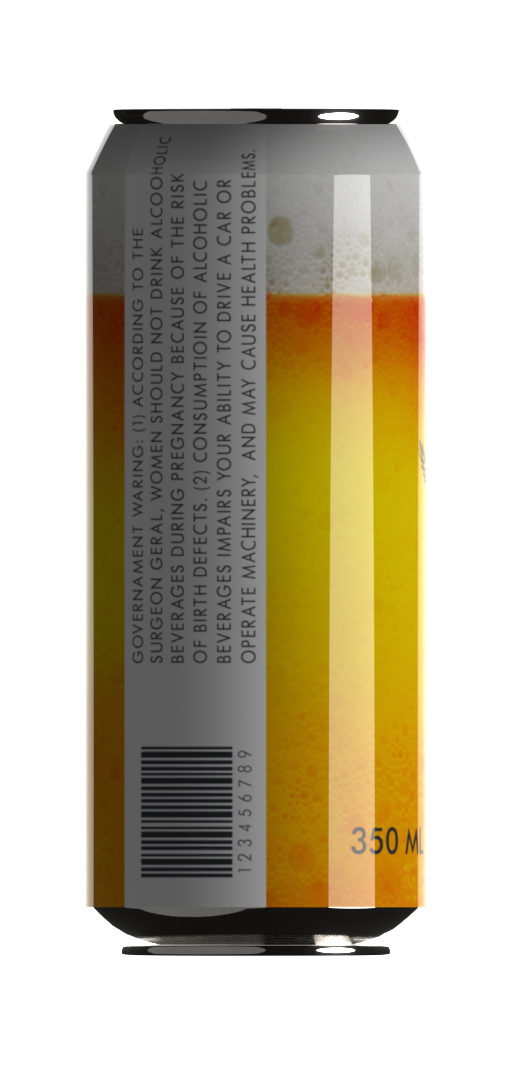 GOVERNAMENT WARING: (1) ACCORDING TO THE
SURGEON GERAL, WOMEN SHOULD NOT DRINK ALCOOHOLIC
BEVERAGES DURING PREGNANCY BECAUSE OF THE RISK
OF BIRTH DEFECTS. (2) CONSUMPTIOIN OF ALCOHOLIC
BEVERAGES IMPAIRS YOUR ABILITY TO DRIVE A CAR OR
OPERATE MACHINERY, AND MAY CAUSE HEALTH PROBLEMS.
123456789
350 ML